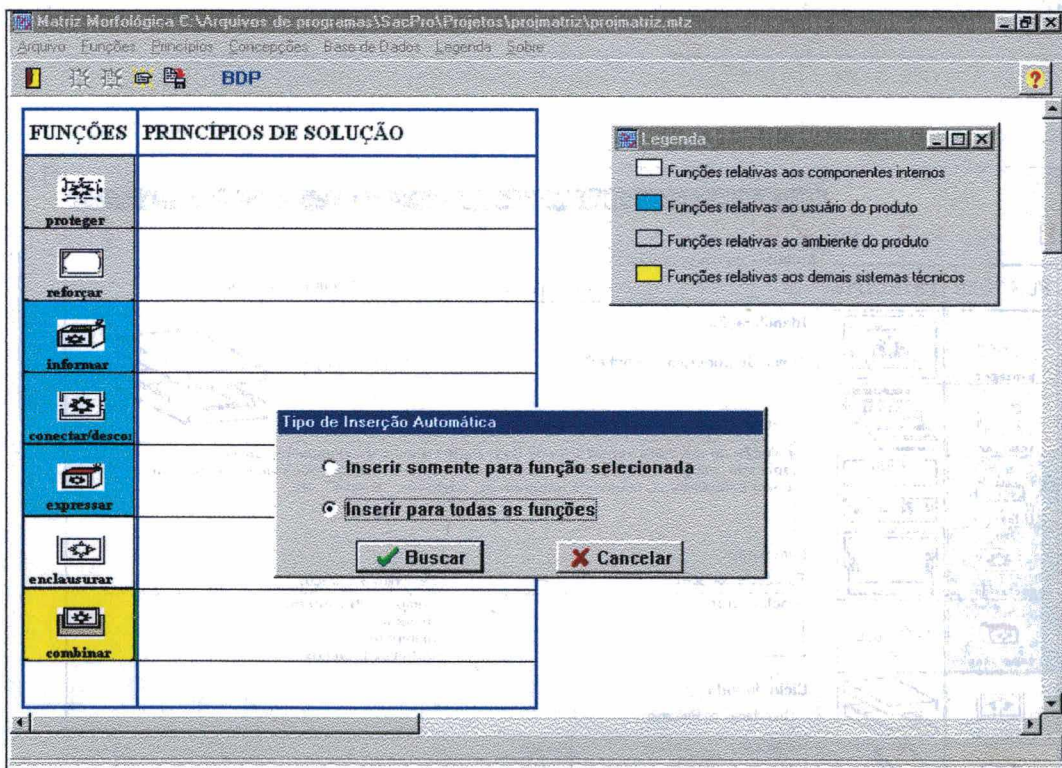 Matriz Morfológica C:\Arquivos de programas\SacPro\Projetos\projmatriz\projmatriz.mtz
Arquivo Funções Princípios Concepções Base de Dados Legenda Sobre
BDP
FUNÇÕES PRINCÍPIOS DE SOLUÇÃO
proteger
reforçar
informar
conectar/desco
expressar
enclausurar
combinar
Legenda
Funções relativas aos componentes internos
Funções relativas ao usuário do produto
Funções relativas ao ambiente do produto
Funções relativas aos demais sistemas técnicos
Tipo de Inserção Automática
Inserir somente para função selecionada
Inserir para todas as funções
Buscar Cancelar